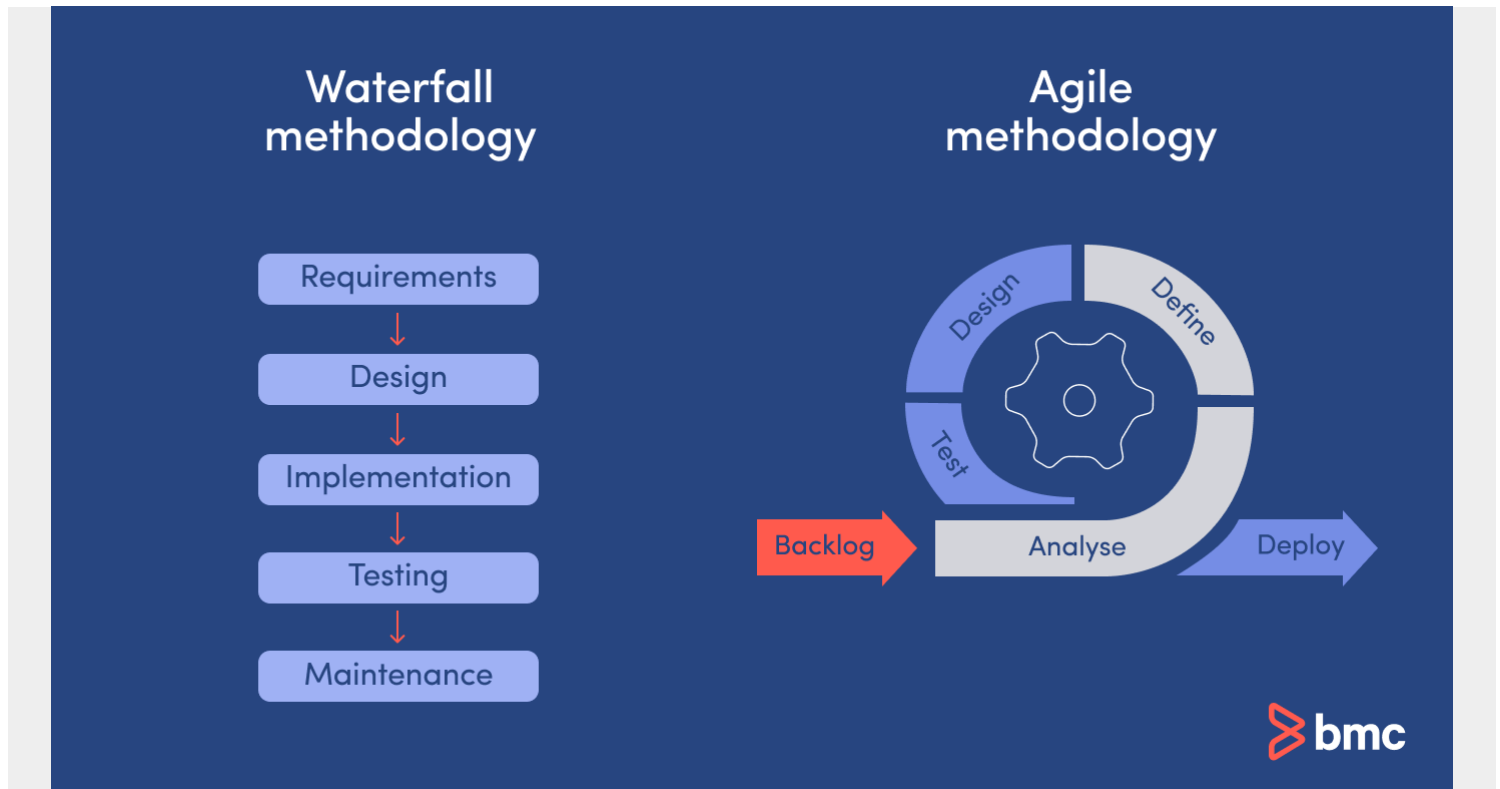 Waterfall
methodology
Requirements
Design
Implementation
Testing
Maintenance
Agile
methodology
Design
Define
Test
Backlog
Analyse
Deploy
bmc